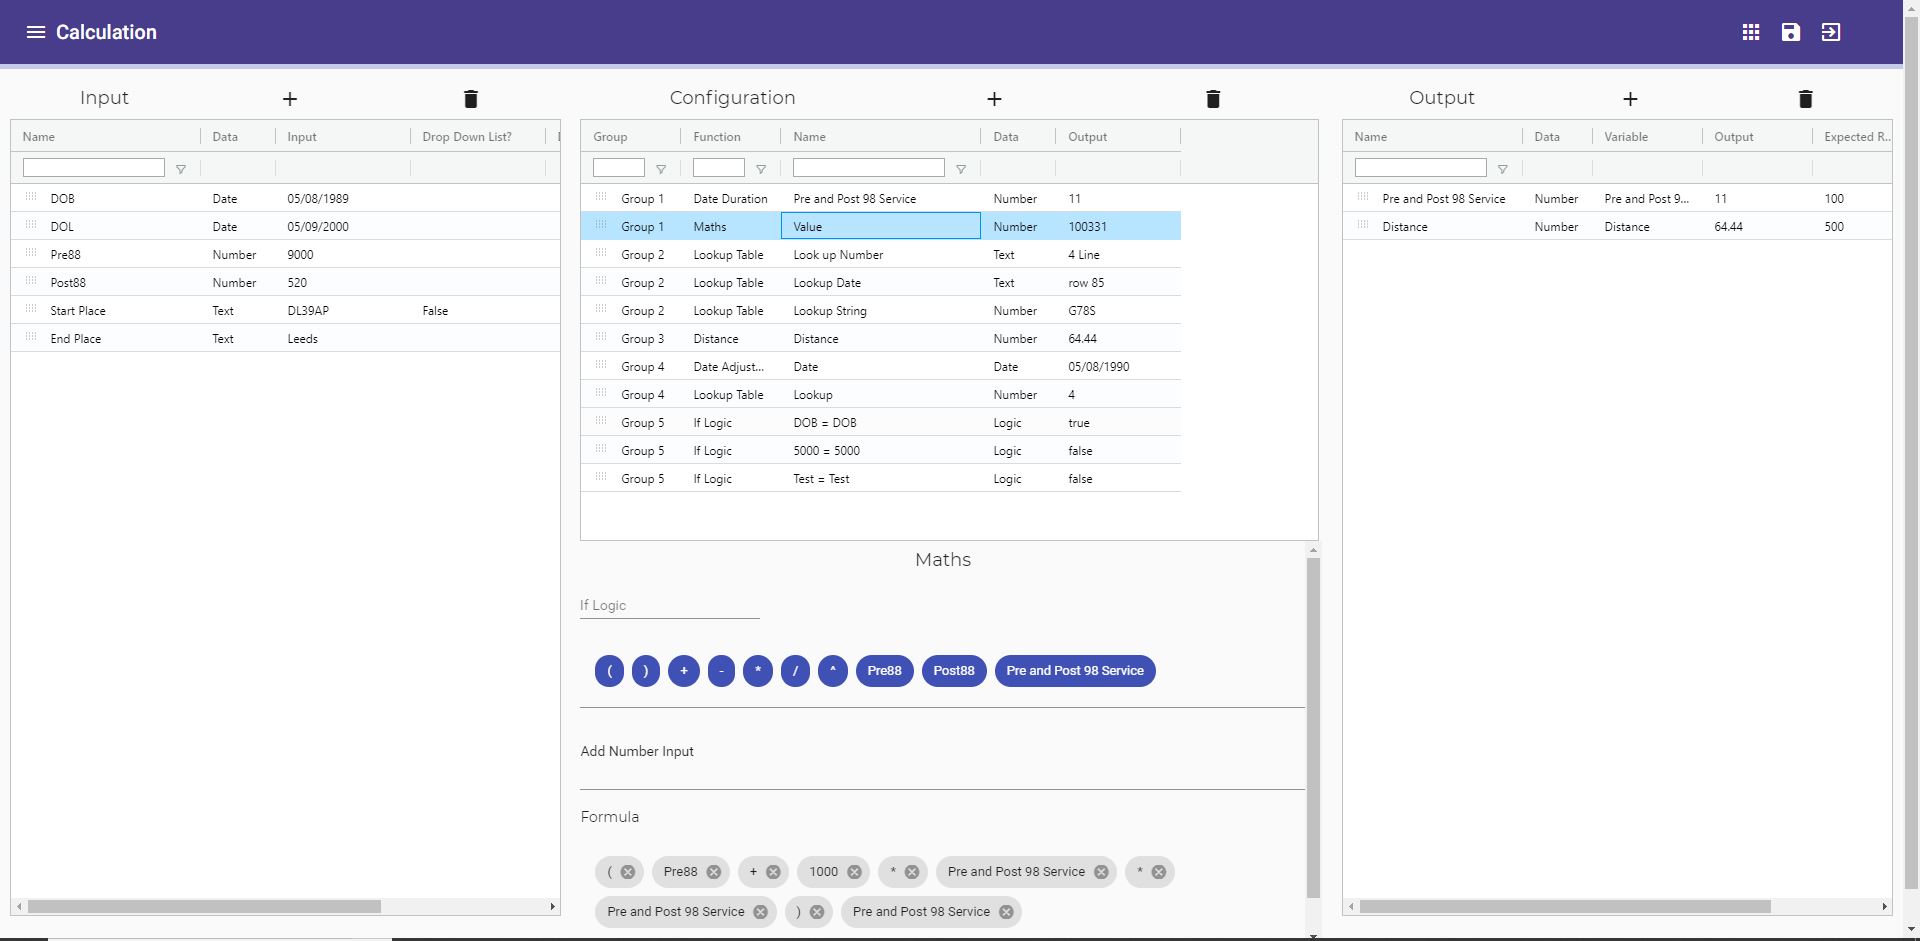 Calculation
Input
Name Data Input Drop Down List?
DOB Date 05/08/1989
DOL Date 05/09/2000
Pre88 Number 9000
Post88 Number 520
Start Place Text DL39AP False
End Place Text Leeds
Configuration
Group Function Name Data Output
Group 1 Date Duration Pre and Post 98 Service Number 11
Group 1 Maths Value Number 100331
Group 2 Lookup Table Look up Number Text 4 Line
Group 2 Lookup Table Lookup Date Text row 85
Group 2 Lookup Table Lookup String Number G78S
Group 3 Distance Distance Number 64.44
Group 4 Date Adjust... Date Date 05/08/1990
Group 4 Lookup Table Lookup Number 4
Group 5 If Logic DOB = DOB Logic true
Group 5 If Logic 5000 = 5000 Logic false
Group 5 If Logic Test = Test Logic false
Maths
If Logic
( ) + - * / ^ Pre88 Post88 Pre and Post 98 Service
Add Number Input
Formula
( Pre88 + 1000 * Pre and Post 98 Service *
Pre and Post 98 Service ) Pre and Post 98 Service
Output
Name Data Variable Output Expected R...
Pre and Post 98 Service Number Pre and Post 9... 11 100
Distance Number Distance 64.44 500